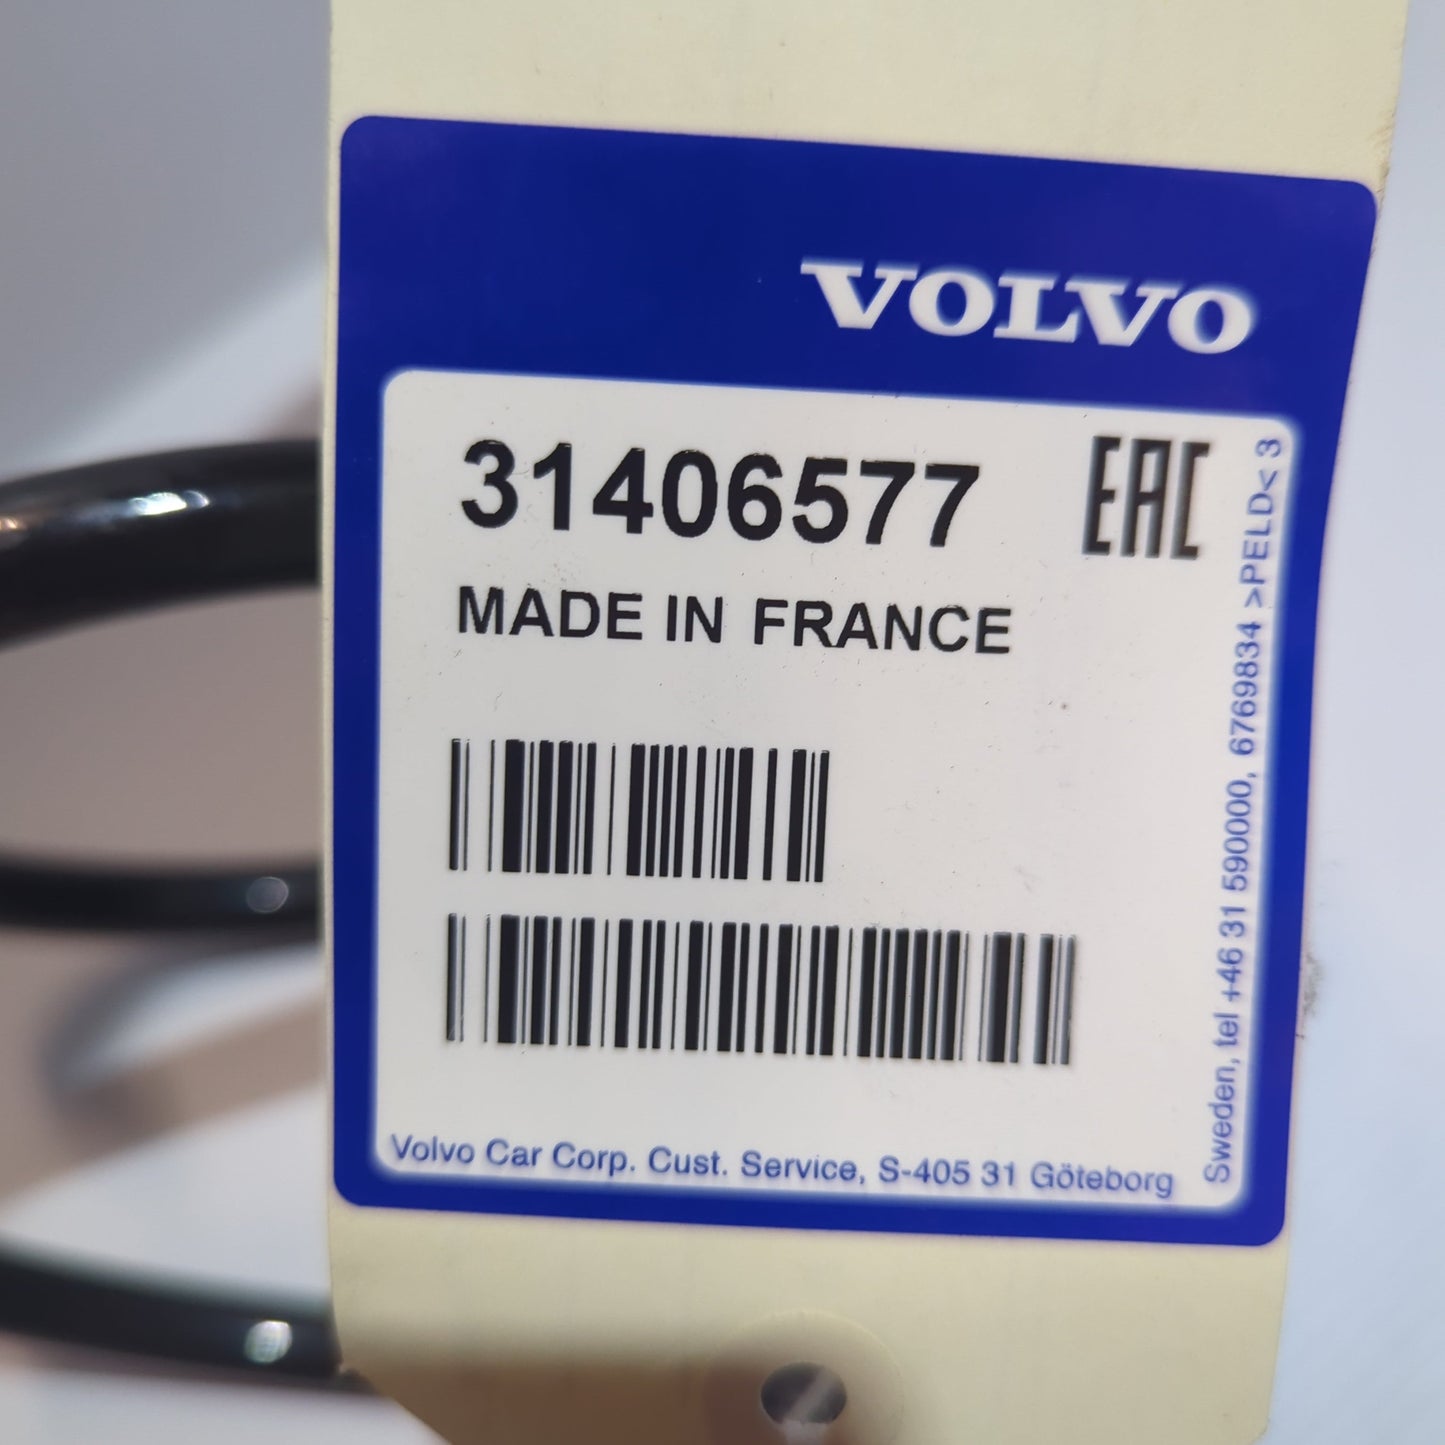 VOLVO
31406577
EAC
MADE IN FRANCE
Volvo Car Corp. Cust. Service, S-405 31 Göteborg
Sweden, tel +46 31 590000, 6769834 >PELD< 3